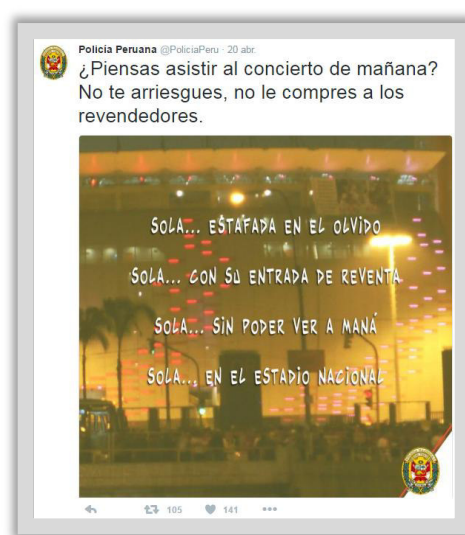 Policía Peruana @PoliciaPeru · 20 abr.
¿Piensas asistir al concierto de mañana?
No te arriesgues, no le compres a los
revendedores.
SOLA... ESTAFADA EN EL OLVIDO
SOLA... CON SU ENTRADA DE REVENTA
SOLA... SIN PODER VER A MANÁ
SOLA... EN EL ESTADIO NACIONAL
105 141